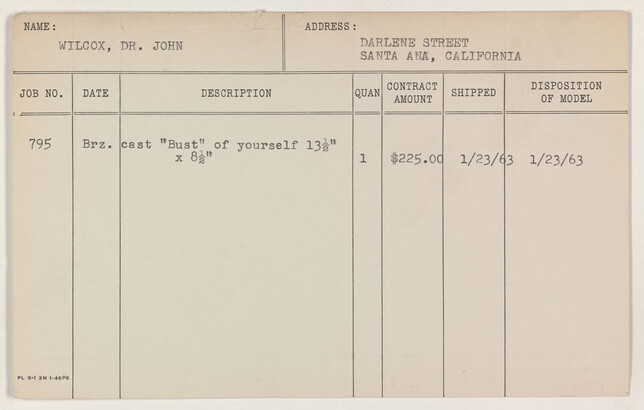 NAME: ADDRESS:
WILCOX, DR. JOHN DARLENE STREET
SANTA ANA, CALIFORNIA
JOB NO. DATE DESCRIPTION QUAN CONTRACT AMOUNT SHIPPED DISPOSITION OF MODEL
795 Brz. cast "Bust" of yourself 13½"
x 8½" 1 $225.00 1/23/63 1/23/63